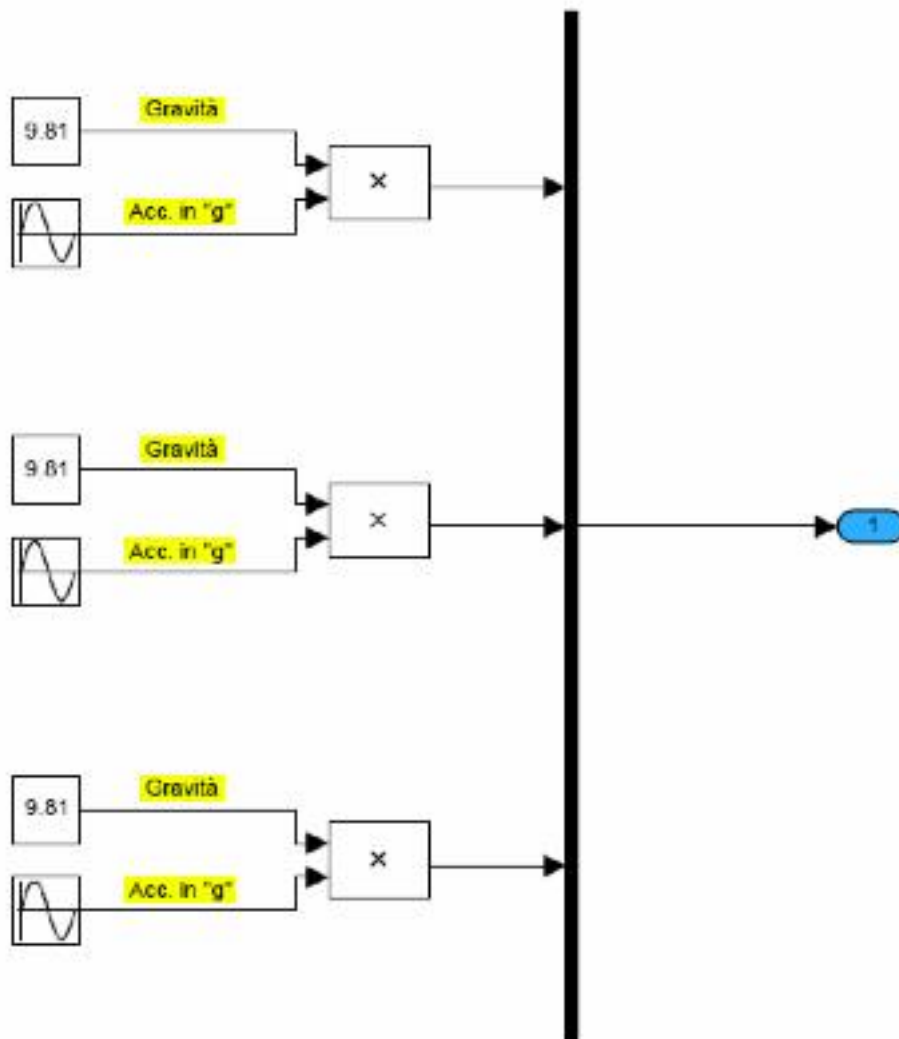 Gravità
9.81
×
Acc. in "g"
Gravità
9.81
×
1
Acc. in "g"
Gravità
9.81
×
Acc. in "g"